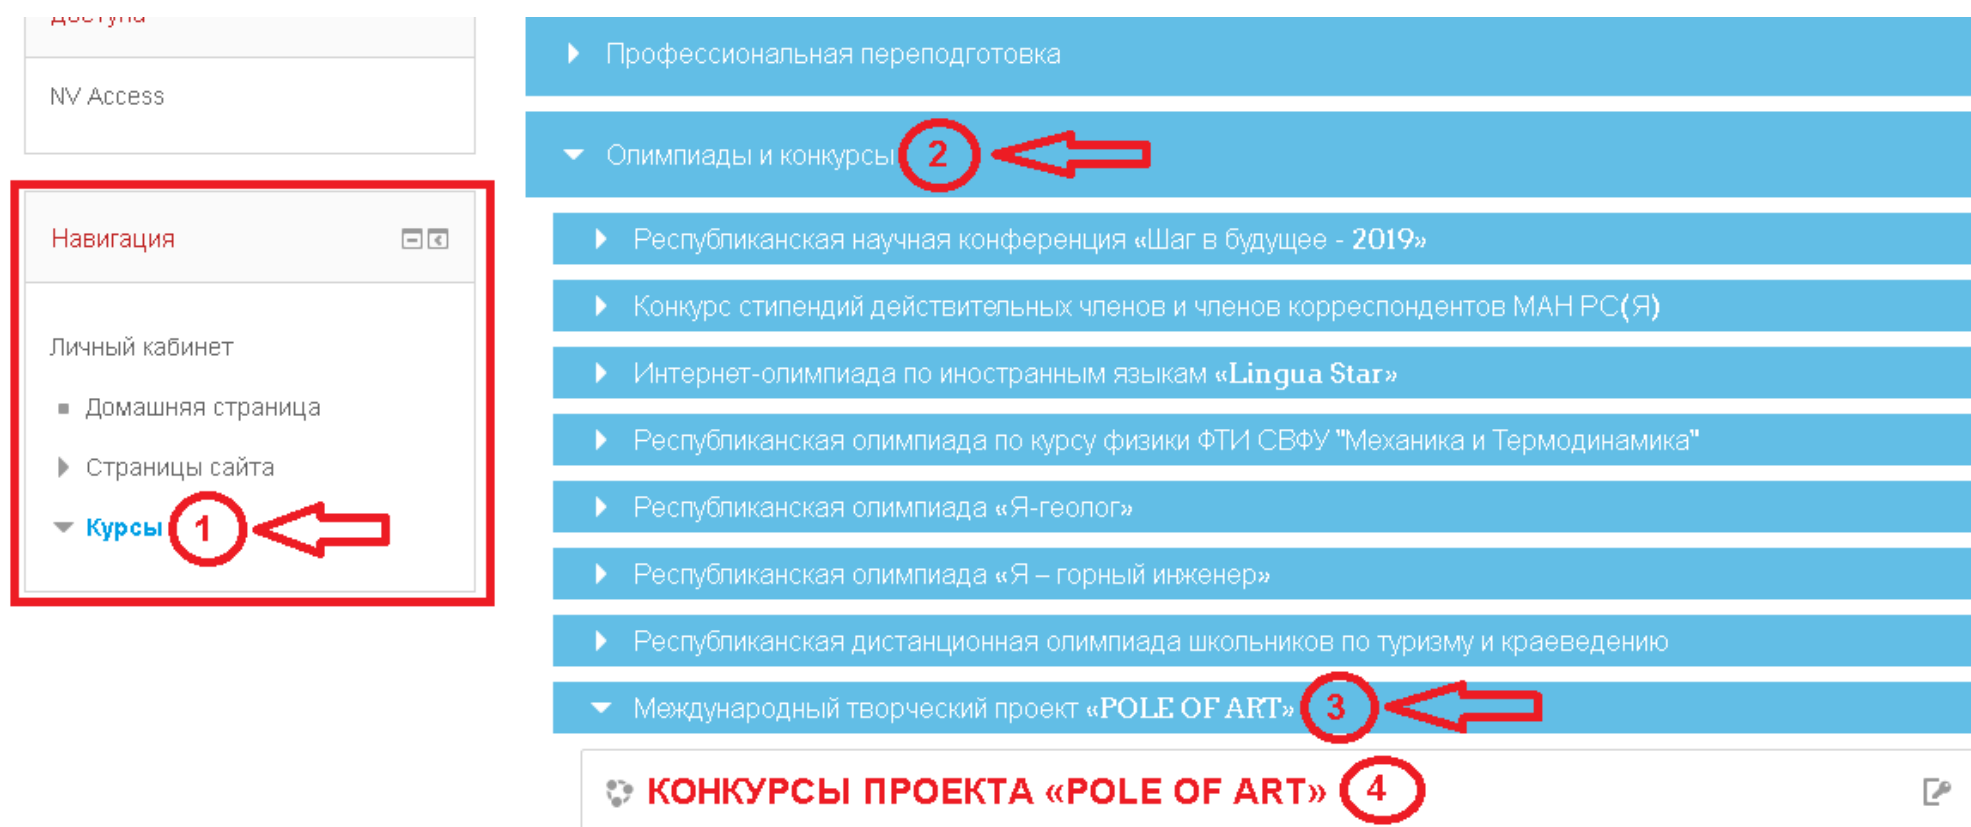 доступа
NV Access
Навигация
Личный кабинет
Домашняя страница
Страницы сайта
Курсы 1
Профессиональная переподготовка
Олимпиады и конкурсы 2
Республиканская научная конференция «Шаг в будущее - 2019»
Конкурс стипендий действительных членов и членов корреспондентов МАН РС(Я)
Интернет-олимпиада по иностранным языкам «Lingua Star»
Республиканская олимпиада по курсу физики ФТИ СВФУ "Механика и Термодинамика"
Республиканская олимпиада «Я-геолог»
Республиканская олимпиада «Я – горный инженер»
Республиканская дистанционная олимпиада школьников по туризму и краеведению
Международный творческий проект «POLE OF ART» 3
КОНКУРСЫ ПРОЕКТА «POLE OF ART» 4